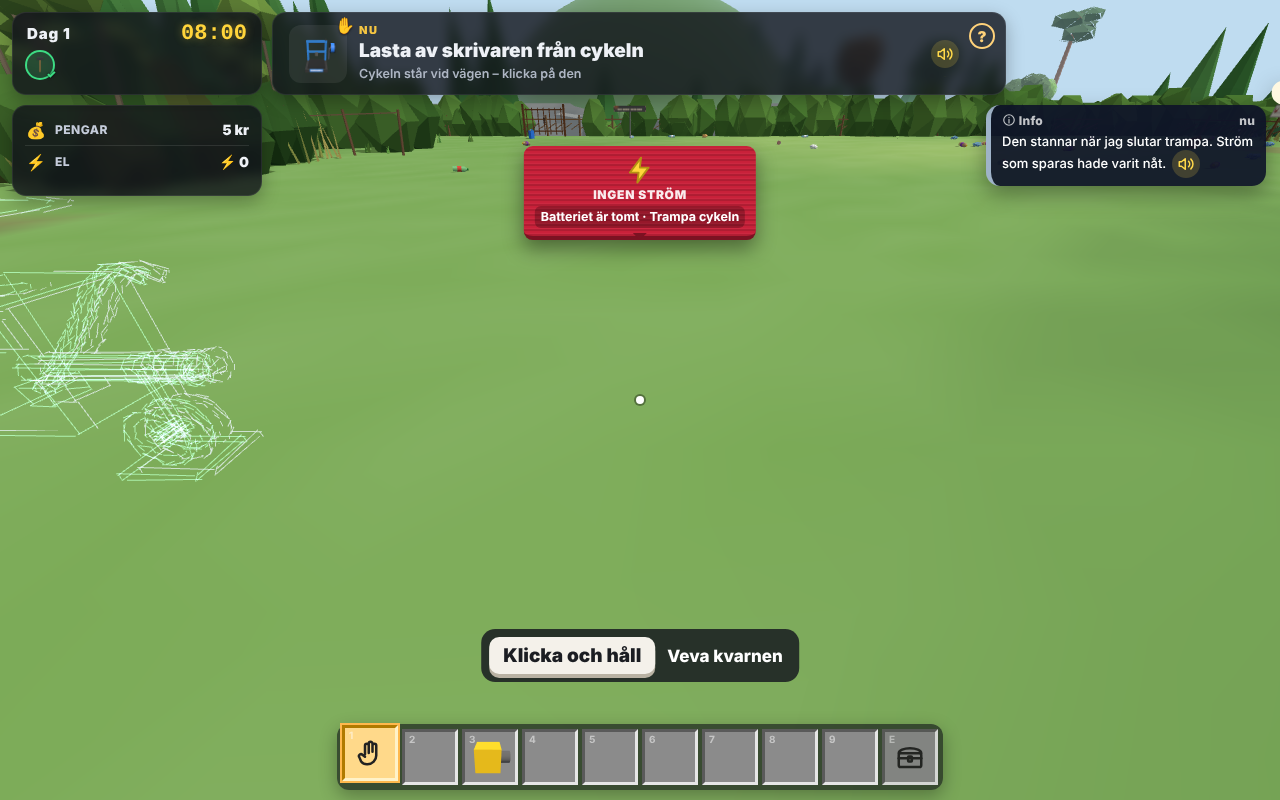 Dag 1
08:00
PENGAR
5 kr
EL
0
NU
Lasta av skrivaren från cykeln
Cykeln står vid vägen – klicka på den
?
Info
nu
Den stannar när jag slutar trampa. Ström
som sparas hade varit nåt.
INGEN STRÖM
Batteriet är tomt · Trampa cykeln
Klicka och håll
Veva kvarnen
1
2
3
4
5
6
7
8
9
E